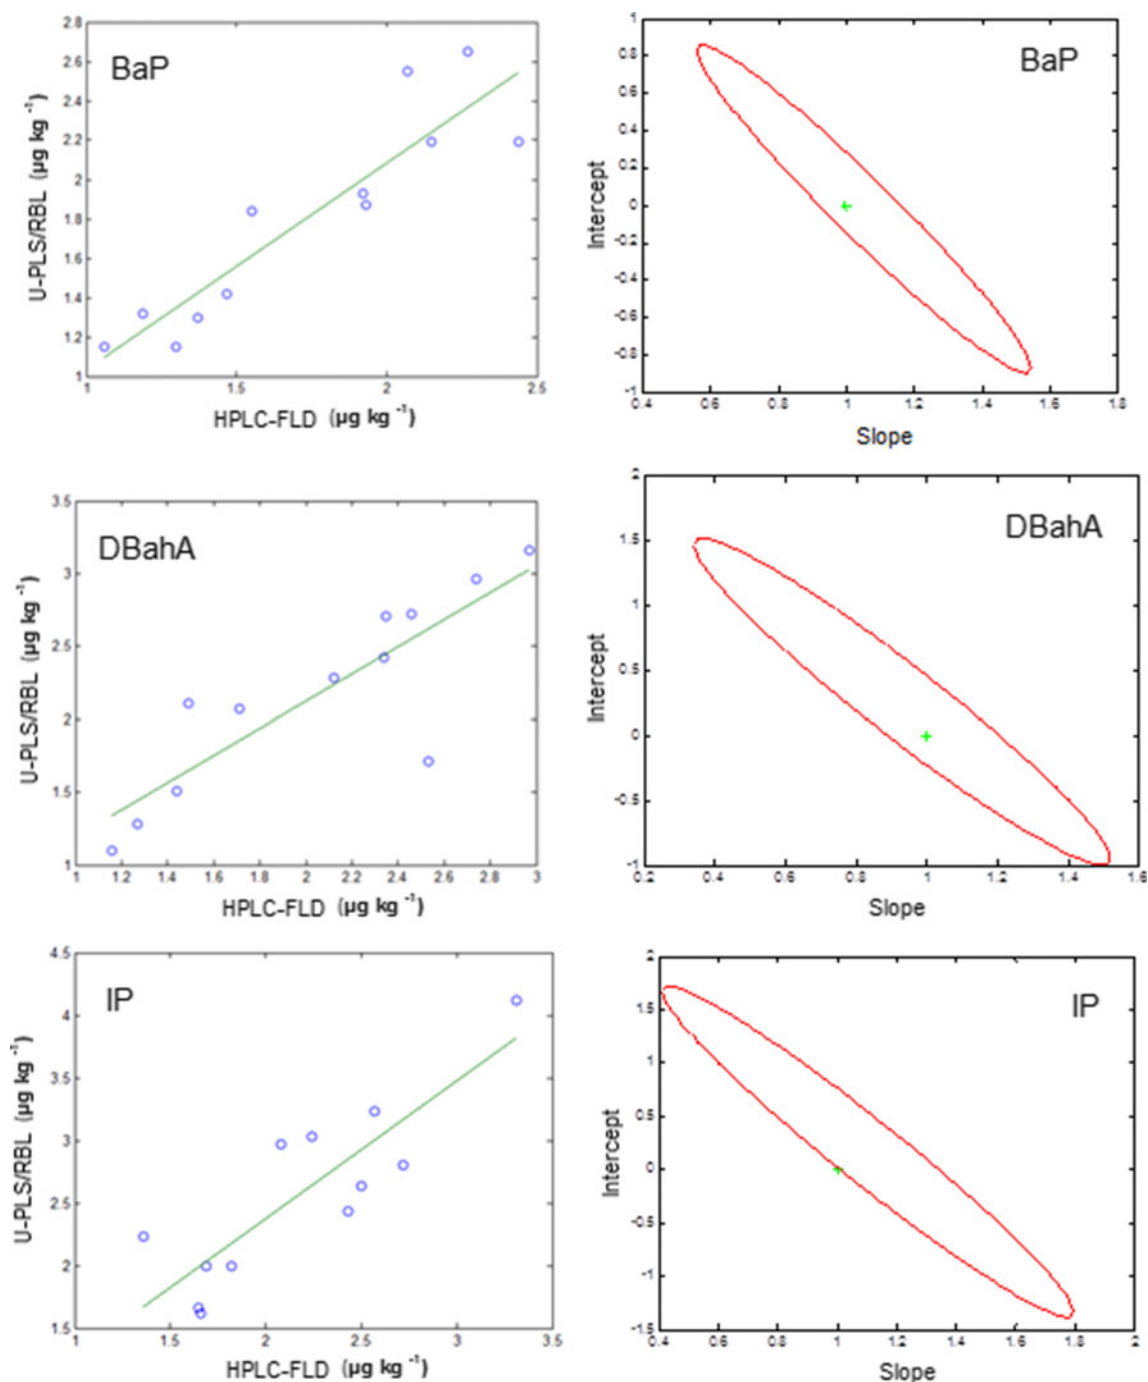 BaP
U-PLS/RBL (µg kg⁻¹)
2.8
2.6
2.4
2.2
2
1.8
1.6
1.4
1.2
1
1 1.5 2 2.5
HPLC-FLD (µg kg⁻¹)
BaP
Intercept
1
0.8
0.6
0.4
0.2
0
-0.2
-0.4
-0.6
-0.8
-1
0.4 0.6 0.8 1 1.2 1.4 1.6 1.8
Slope
DBahA
U-PLS/RBL (µg kg⁻¹)
3.5
3
2.5
2
1.5
1
1 1.2 1.4 1.6 1.8 2 2.2 2.4 2.6 2.8 3
HPLC-FLD (µg kg⁻¹)
DBahA
Intercept
2
1.5
1
0.5
0
-0.5
-1
0.2 0.4 0.6 0.8 1 1.2 1.4 1.6
Slope
IP
U-PLS/RBL (µg kg⁻¹)
4.5
4
3.5
3
2.5
2
1.5
1 1.5 2 2.5 3 3.5
HPLC-FLD (µg kg⁻¹)
IP
Intercept
2
1.5
1
0.5
0
-0.5
-1
-1.5
0.4 0.6 0.8 1 1.2 1.4 1.6 1.8 2
Slope